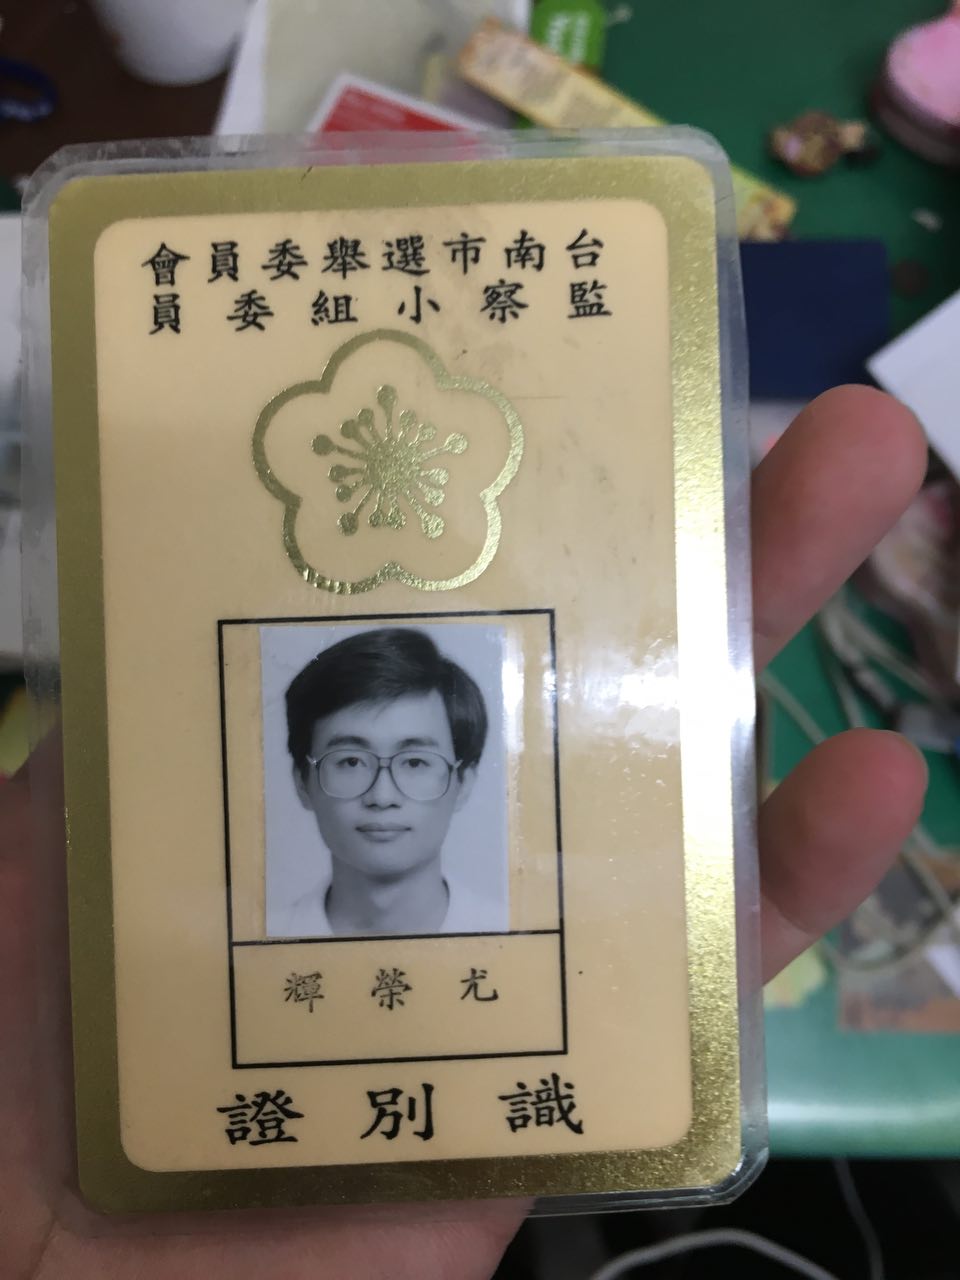 台南市選舉委員會
監察小組委員
尤榮輝
識別證